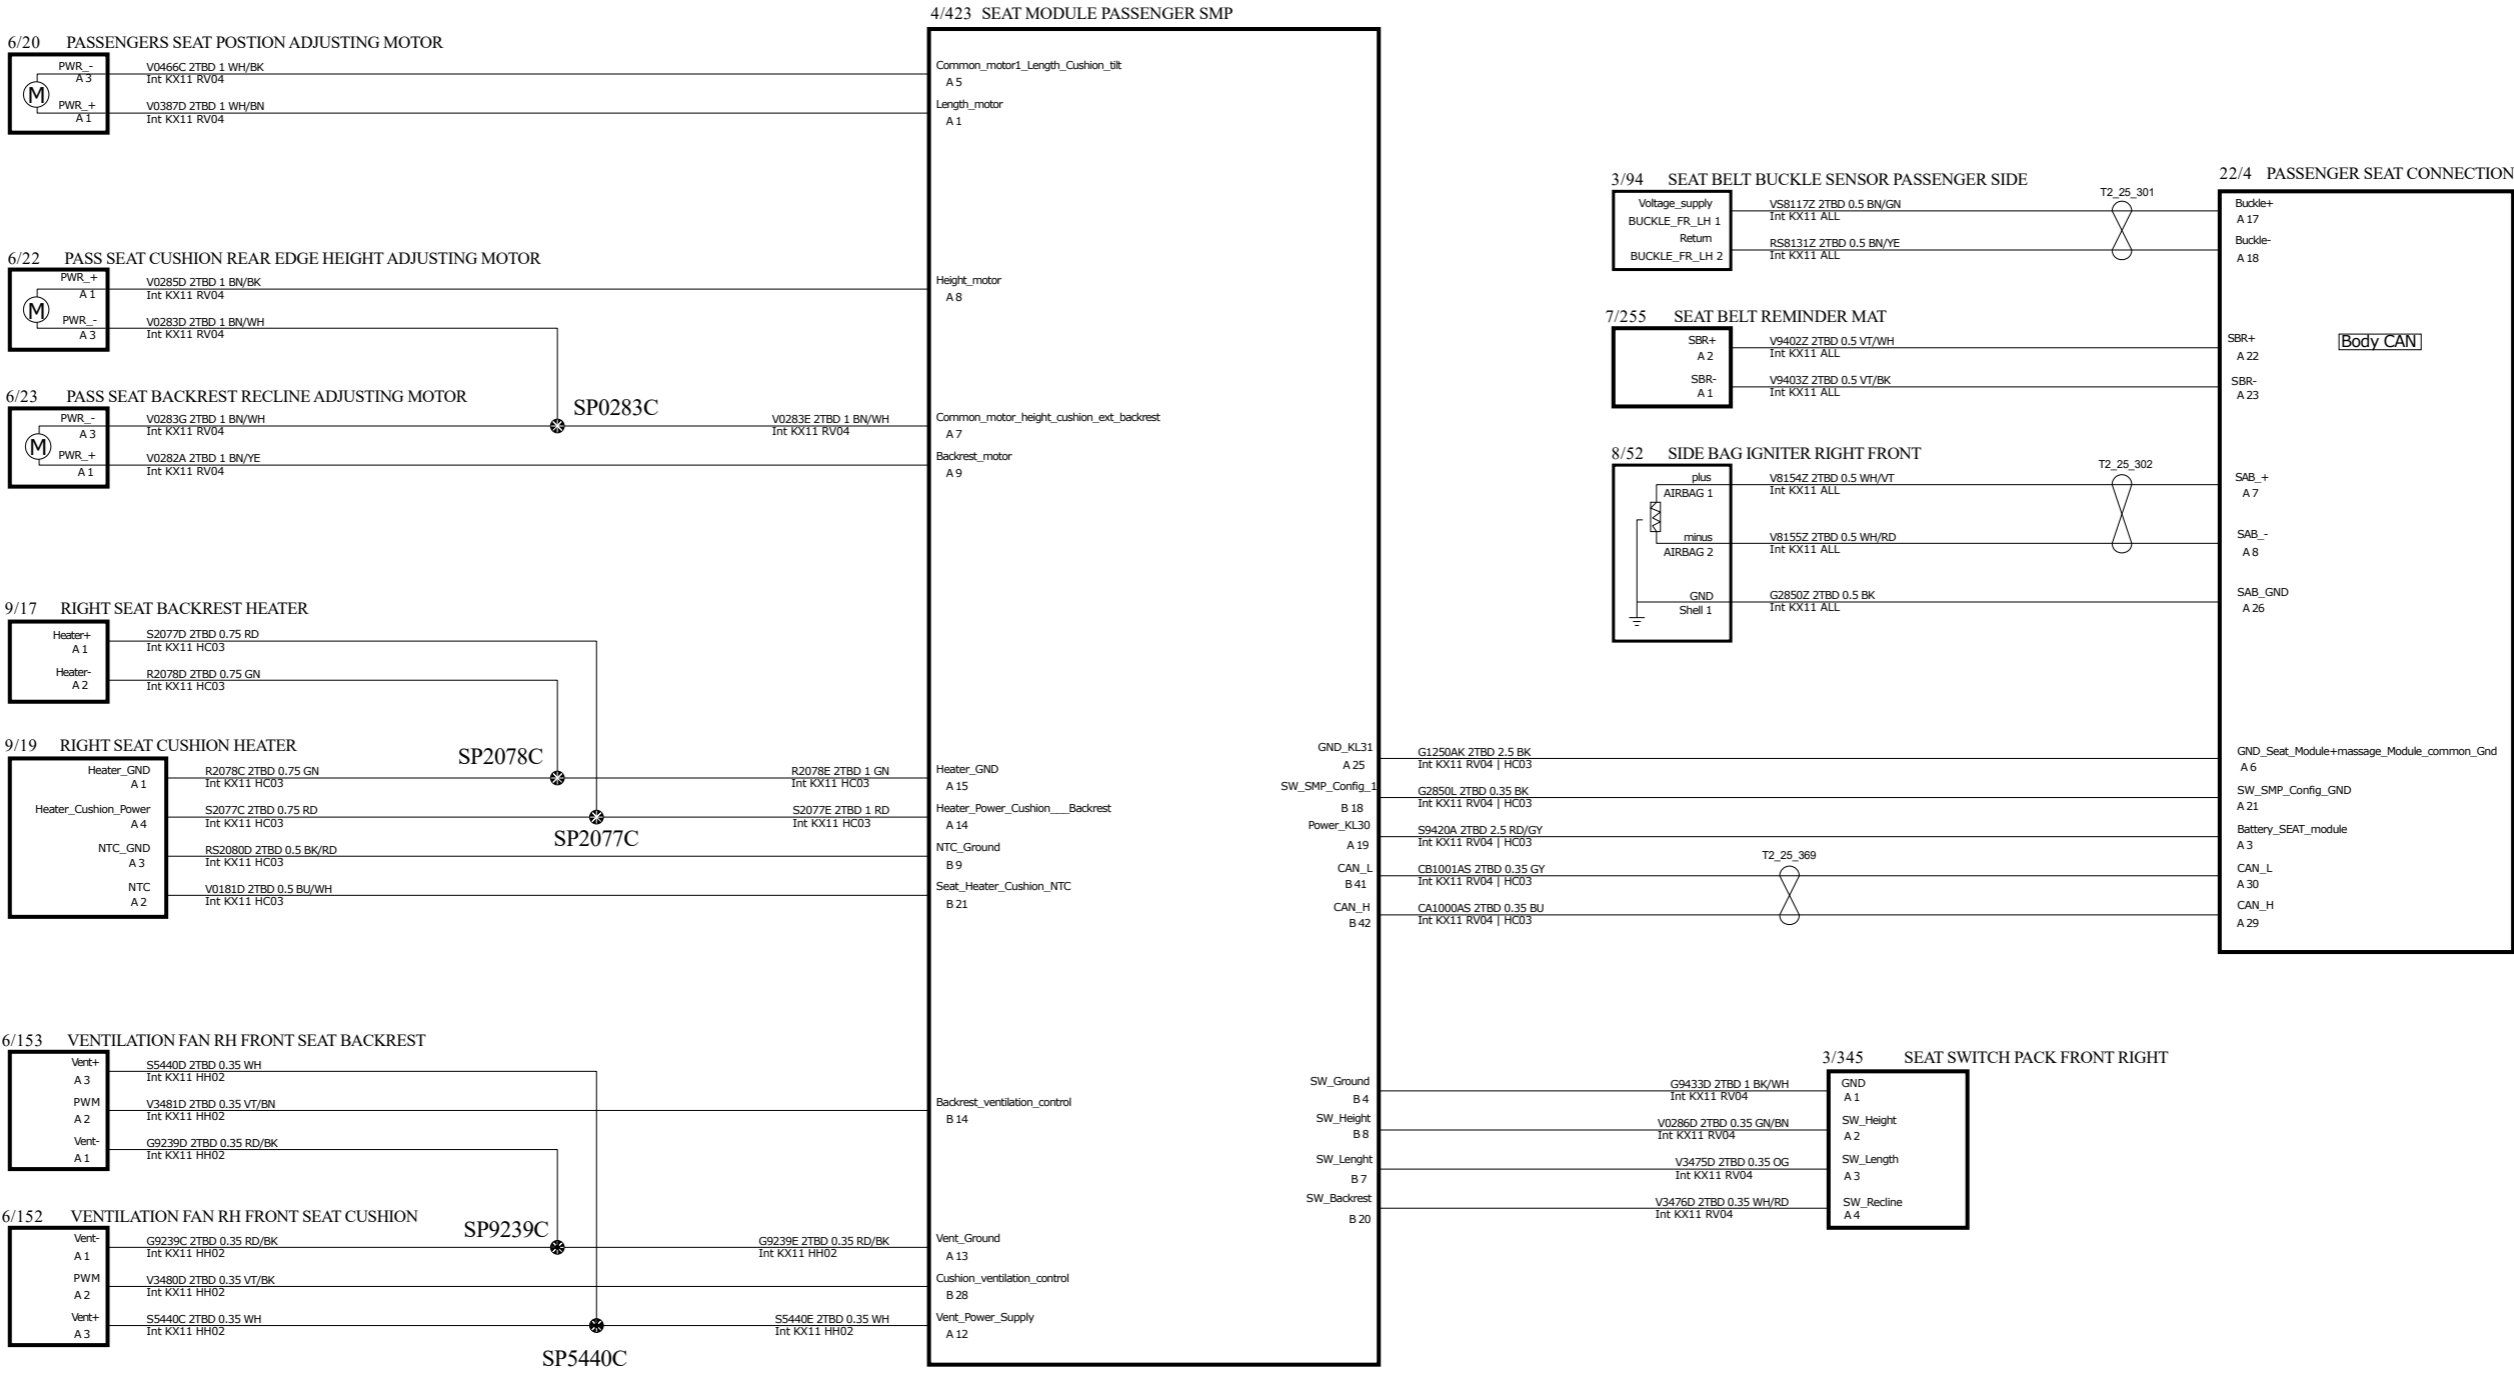 4/423 SEAT MODULE PASSENGER SMP
6/20 PASSENGERS SEAT POSTION ADJUSTING MOTOR
PWR_-
A 3
V0466C 2TBD 1 WH/BK
Int KX11 RV04
M
PWR_+
A 1
V0387D 2TBD 1 WH/BN
Int KX11 RV04
Common_motor1_Length_Cushion_tilt
A 5
Length_motor
A 1
6/22 PASS SEAT CUSHION REAR EDGE HEIGHT ADJUSTING MOTOR
PWR_+
A 1
V0285D 2TBD 1 BN/BK
Int KX11 RV04
M
PWR_-
A 3
V0283D 2TBD 1 BN/WH
Int KX11 RV04
Height_motor
A 8
6/23 PASS SEAT BACKREST RECLINE ADJUSTING MOTOR
PWR_-
A 3
V0283G 2TBD 1 BN/WH
Int KX11 RV04
SP0283C
V0283E 2TBD 1 BN/WH
Int KX11 RV04
M
PWR_+
A 1
V0282A 2TBD 1 BN/YE
Int KX11 RV04
Common_motor_height_cushion_ext_backrest
A 7
Backrest_motor
A 9
9/17 RIGHT SEAT BACKREST HEATER
Heater+
A 1
S2077D 2TBD 0.75 RD
Int KX11 HC03
Heater-
A 2
R2078D 2TBD 0.75 GN
Int KX11 HC03
9/19 RIGHT SEAT CUSHION HEATER
SP2078C
Heater_GND
A 1
R2078C 2TBD 0.75 GN
Int KX11 HC03
R2078E 2TBD 1 GN
Int KX11 HC03
Heater_GND
A 15
Heater_Cushion_Power
A 4
S2077C 2TBD 0.75 RD
Int KX11 HC03
SP2077C
S2077E 2TBD 1 RD
Int KX11 HC03
Heater_Power_Cushion___Backrest
A 14
NTC_GND
A 3
RS2080D 2TBD 0.5 BK/RD
Int KX11 HC03
NTC_Ground
B 9
NTC
A 2
V0181D 2TBD 0.5 BU/WH
Int KX11 HC03
Seat_Heater_Cushion_NTC
B 21
6/153 VENTILATION FAN RH FRONT SEAT BACKREST
Vent+
A 3
S5440D 2TBD 0.35 WH
Int KX11 HH02
PWM
A 2
V3481D 2TBD 0.35 VT/BN
Int KX11 HH02
Backrest_ventilation_control
B 14
Vent-
A 1
G9239D 2TBD 0.35 RD/BK
Int KX11 HH02
6/152 VENTILATION FAN RH FRONT SEAT CUSHION
SP9239C
Vent-
A 1
G9239C 2TBD 0.35 RD/BK
Int KX11 HH02
G9239E 2TBD 0.35 RD/BK
Int KX11 HH02
Vent_Ground
A 13
PWM
A 2
V3480D 2TBD 0.35 VT/BK
Int KX11 HH02
Cushion_ventilation_control
B 28
Vent+
A 3
S5440C 2TBD 0.35 WH
Int KX11 HH02
SP5440C
S5440E 2TBD 0.35 WH
Int KX11 HH02
Vent_Power_Supply
A 12
3/94 SEAT BELT BUCKLE SENSOR PASSENGER SIDE
Voltage_supply
BUCKLE_FR_LH 1
VS8117Z 2TBD 0.5 BN/GN
Int KX11 ALL
T2_25_301
Return
BUCKLE_FR_LH 2
RS8131Z 2TBD 0.5 BN/YE
Int KX11 ALL
22/4 PASSENGER SEAT CONNECTION
Buckle+
A 17
Buckle-
A 18
7/255 SEAT BELT REMINDER MAT
SBR+
A 2
V9402Z 2TBD 0.5 VT/WH
Int KX11 ALL
SBR+
A 22
Body CAN
SBR-
A 1
V9403Z 2TBD 0.5 VT/BK
Int KX11 ALL
SBR-
A 23
8/52 SIDE BAG IGNITER RIGHT FRONT
plus
AIRBAG 1
V8154Z 2TBD 0.5 WH/VT
Int KX11 ALL
T2_25_302
SAB_+
A 7
minus
AIRBAG 2
V8155Z 2TBD 0.5 WH/RD
Int KX11 ALL
SAB_-
A 8
GND
Shell 1
G2850Z 2TBD 0.5 BK
Int KX11 ALL
SAB_GND
A 26
GND_KL31
A 25
G1250AK 2TBD 2.5 BK
Int KX11 RV04 | HC03
GND_Seat_Module+massage_Module_common_Gnd
A 6
SW_SMP_Config_1
B 18
G2850L 2TBD 0.35 BK
Int KX11 RV04 | HC03
SW_SMP_Config_GND
A 21
Power_KL30
A 19
S9420A 2TBD 2.5 RD/GY
Int KX11 RV04 | HC03
Battery_SEAT_module
A 3
CAN_L
B 41
CB1001AS 2TBD 0.35 GY
Int KX11 RV04 | HC03
T2_25_369
CAN_L
A 30
CAN_H
B 42
CA1000AS 2TBD 0.35 BU
Int KX11 RV04 | HC03
CAN_H
A 29
3/345 SEAT SWITCH PACK FRONT RIGHT
SW_Ground
B 4
G9433D 2TBD 1 BK/WH
Int KX11 RV04
GND
A 1
SW_Height
B 8
V0286D 2TBD 0.35 GN/BN
Int KX11 RV04
SW_Height
A 2
SW_Lenght
B 7
V3475D 2TBD 0.35 OG
Int KX11 RV04
SW_Length
A 3
SW_Backrest
B 20
V3476D 2TBD 0.35 WH/RD
Int KX11 RV04
SW_Recline
A 4